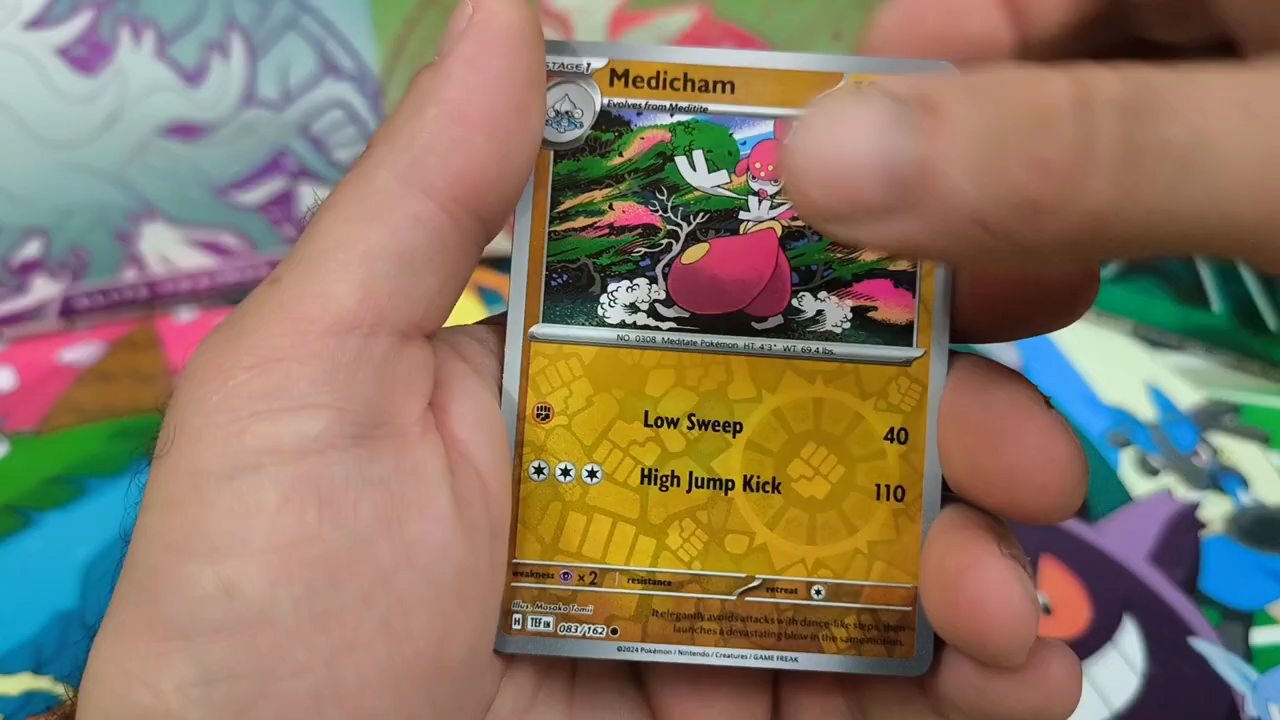 STAGE1
Medicham
Evolves from Meditite
NO. 0308 Meditate Pokémon HT: 4'3" WT: 69.4 lbs.
Low Sweep 40
High Jump Kick 110
weakness x2 resistance retreat
Illus. Masako Tomii
H TEF EN 083/162
It elegantly avoids attacks with dance-like steps, then
launches a devastating blow in the same motion.
©2024 Pokémon / Nintendo / Creatures / GAME FREAK